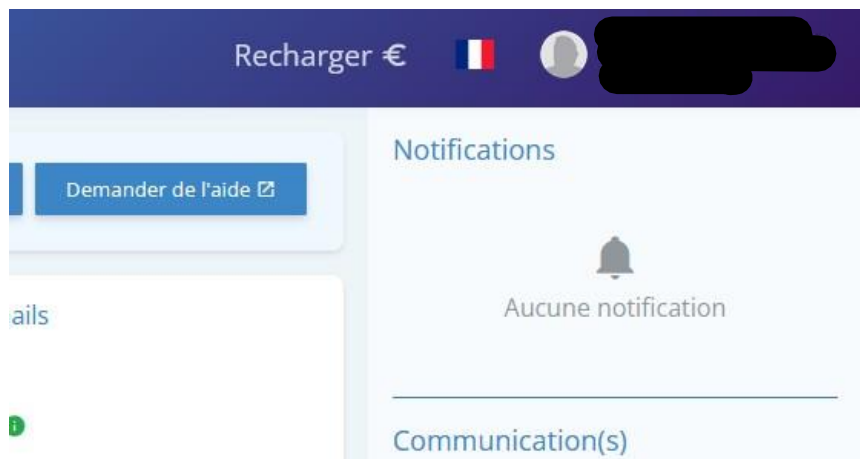 Recharger €
Notifications
Demander de l'aide
Aucune notification
ails
Communication(s)